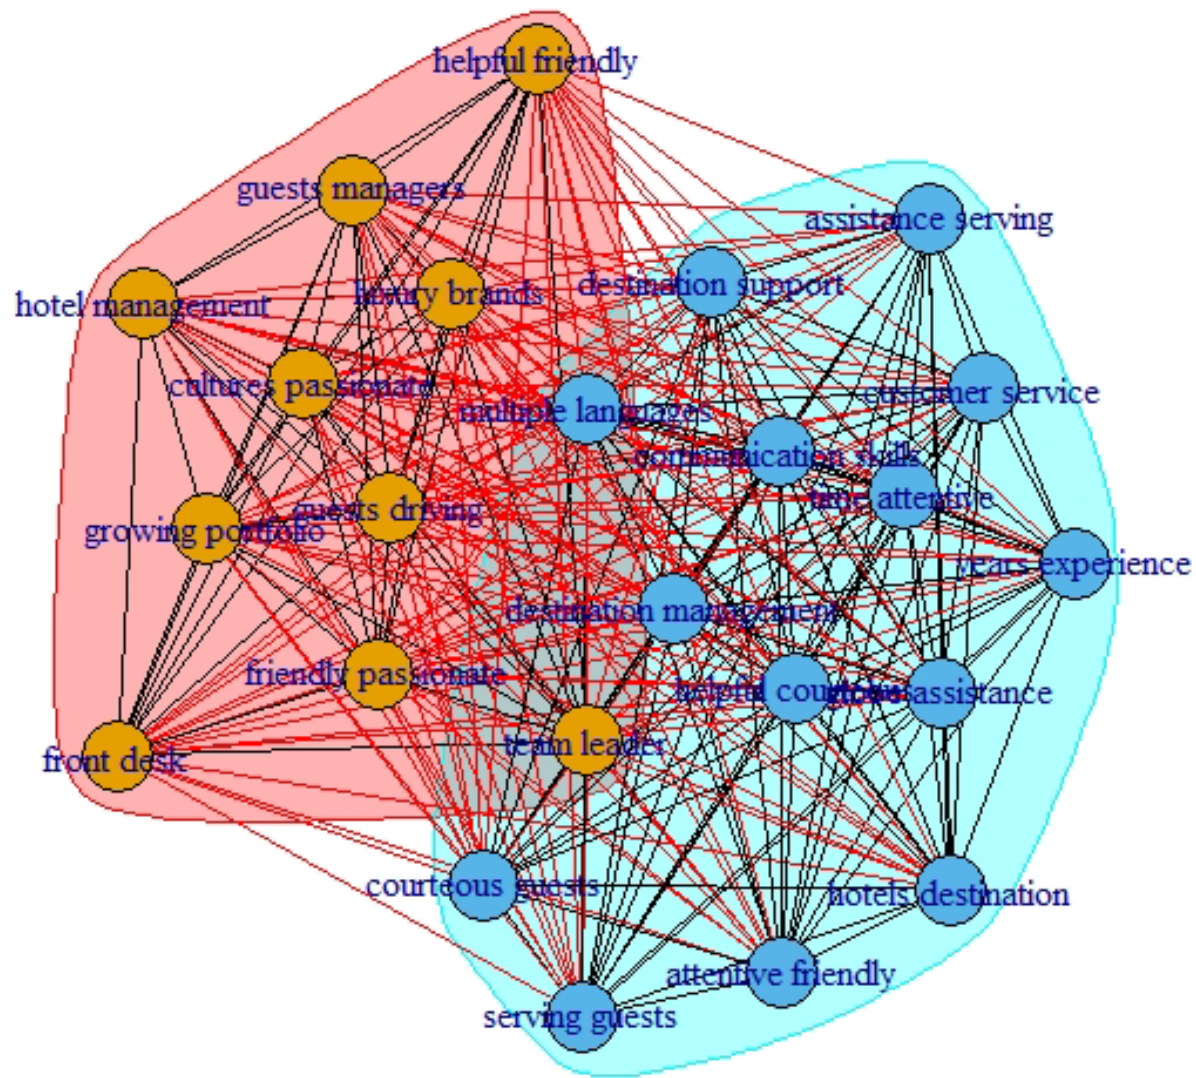 helpful friendly
guests managers
assistance serving
destination support
luxury brands
hotel management
cultures passionate
customer service
multiple languages
communication skills
time attentive
guests driving
growing portfolio
years experience
destination management
friendly passionate
helpful courteous
assistance
team leader
front desk
courteous guests
hotels destination
attentive friendly
serving guests